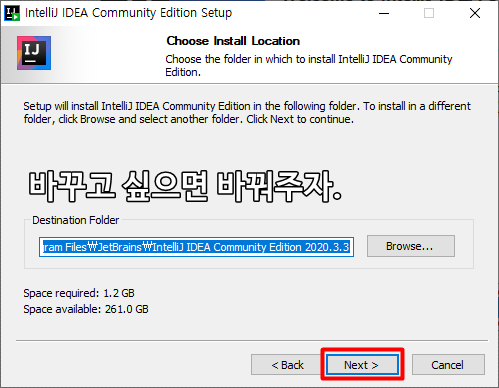 IntelliJ IDEA Community Edition Setup
IJ
Choose Install Location
Choose the folder in which to install IntelliJ IDEA Community
Edition.
Setup will install IntelliJ IDEA Community Edition in the following folder. To install in a different
folder, click Browse and select another folder. Click Next to continue.
바꾸고 싶으면 바꿔주자.
Destination Folder
gram Files₩JetBrains₩IntelliJ IDEA Community Edition 2020.3.3
Browse...
Space required: 1.2 GB
Space available: 261.0 GB
< Back
Next >
Cancel